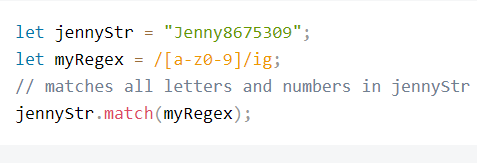 let jennyStr = "Jenny8675309";
let myRegex = /[a-z0-9]/ig;
// matches all letters and numbers in jennyStr
jennyStr.match(myRegex);